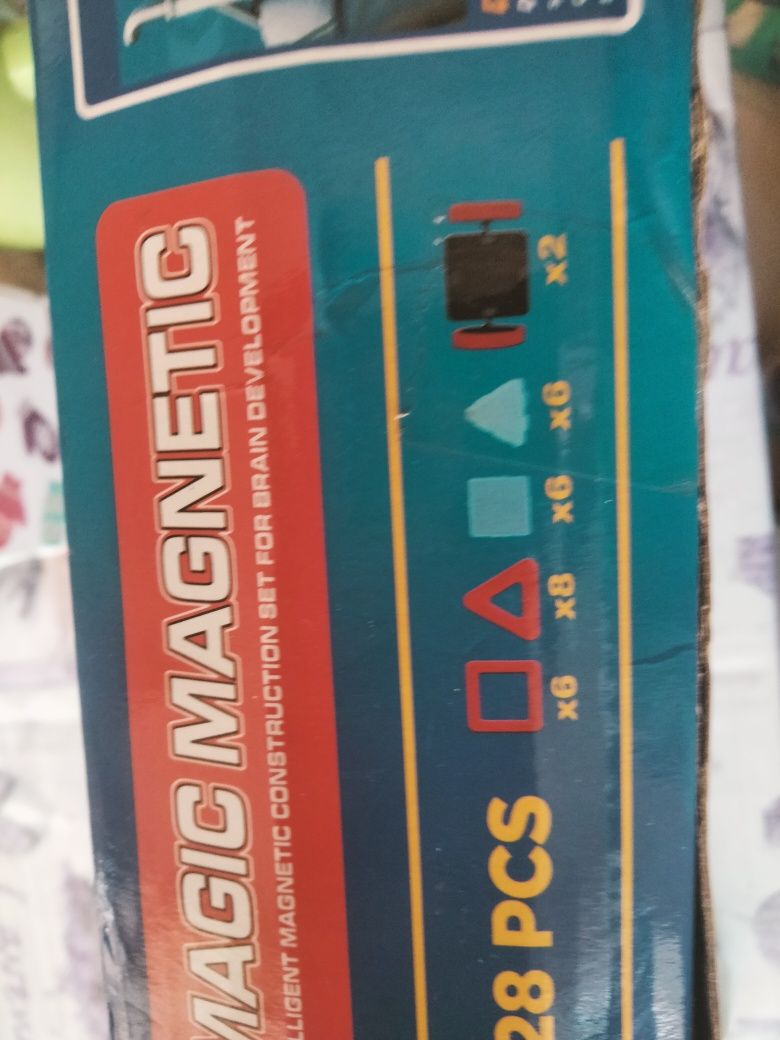 MAGIC MAGNETIC
LLIGENT MAGNETIC CONSTRUCTION SET FOR BRAIN DEVELOPMENT
28 PCS
x6 x8 x6 x6 x2